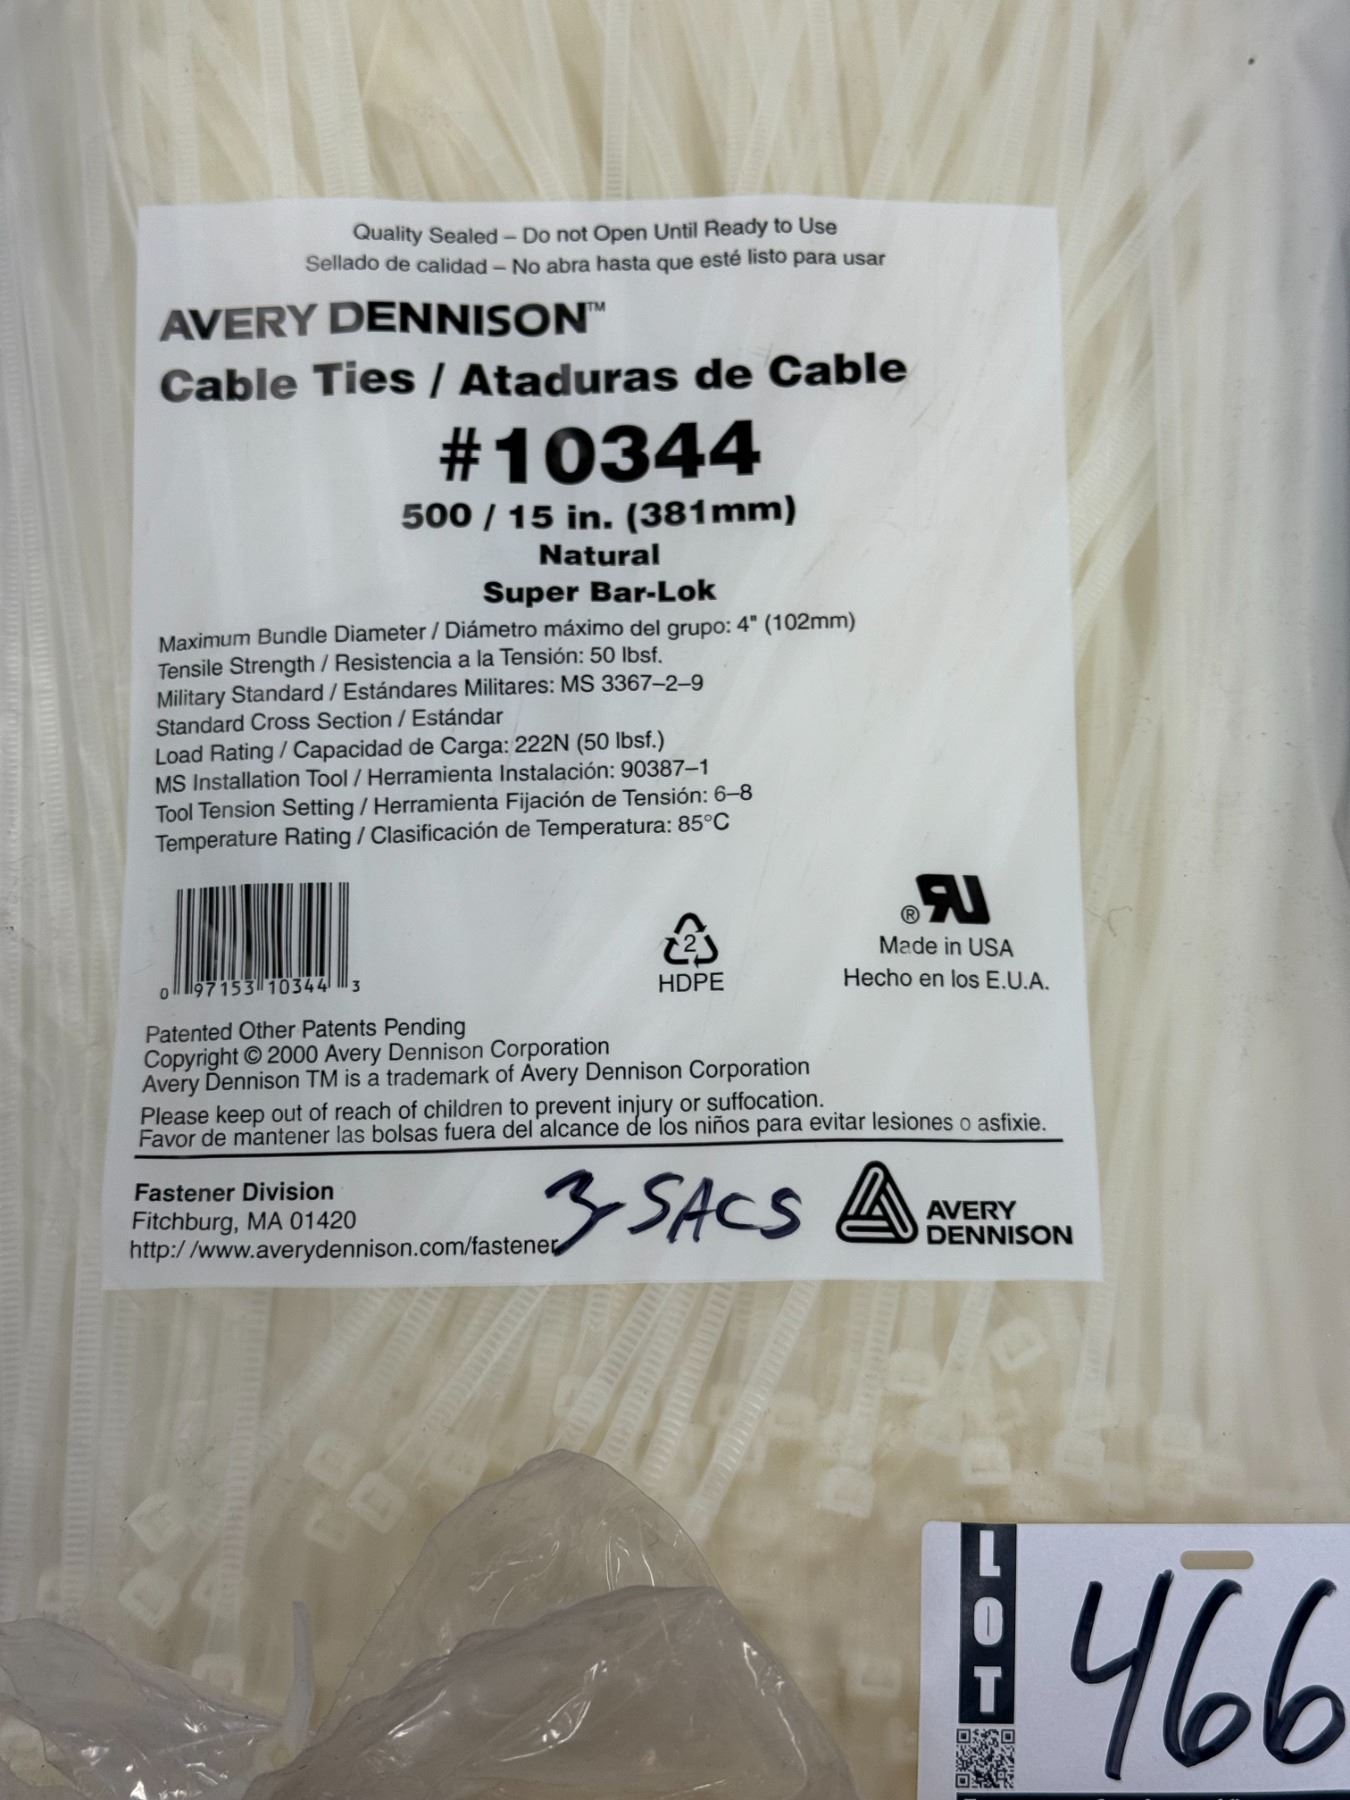 Quality Sealed – Do not Open Until Ready to Use
Sellado de calidad – No abra hasta que esté listo para usar
AVERY DENNISON™
Cable Ties / Ataduras de Cable
#10344
500 / 15 in. (381mm)
Natural
Super Bar-Lok
Maximum Bundle Diameter / Diámetro máximo del grupo: 4" (102mm)
Tensile Strength / Resistencia a la Tensión: 50 lbsf.
Military Standard / Estándares Militares: MS 3367–2–9
Standard Cross Section / Estándar
Load Rating / Capacidad de Carga: 222N (50 lbsf.)
MS Installation Tool / Herramienta Instalación: 90387–1
Tool Tension Setting / Herramienta Fijación de Tensión: 6–8
Temperature Rating / Clasificación de Temperatura: 85°C
0 97153 10344 3
2
HDPE
®
Made in USA
Hecho en los E.U.A.
Patented Other Patents Pending
Copyright © 2000 Avery Dennison Corporation
Avery Dennison TM is a trademark of Avery Dennison Corporation
Please keep out of reach of children to prevent injury or suffocation.
Favor de mantener las bolsas fuera del alcance de los niños para evitar lesiones o asfixie.
Fastener Division
Fitchburg, MA 01420
http:/ /www.averydennison.com/fastener
3 SACS
AVERY
DENNISON
LOT
466